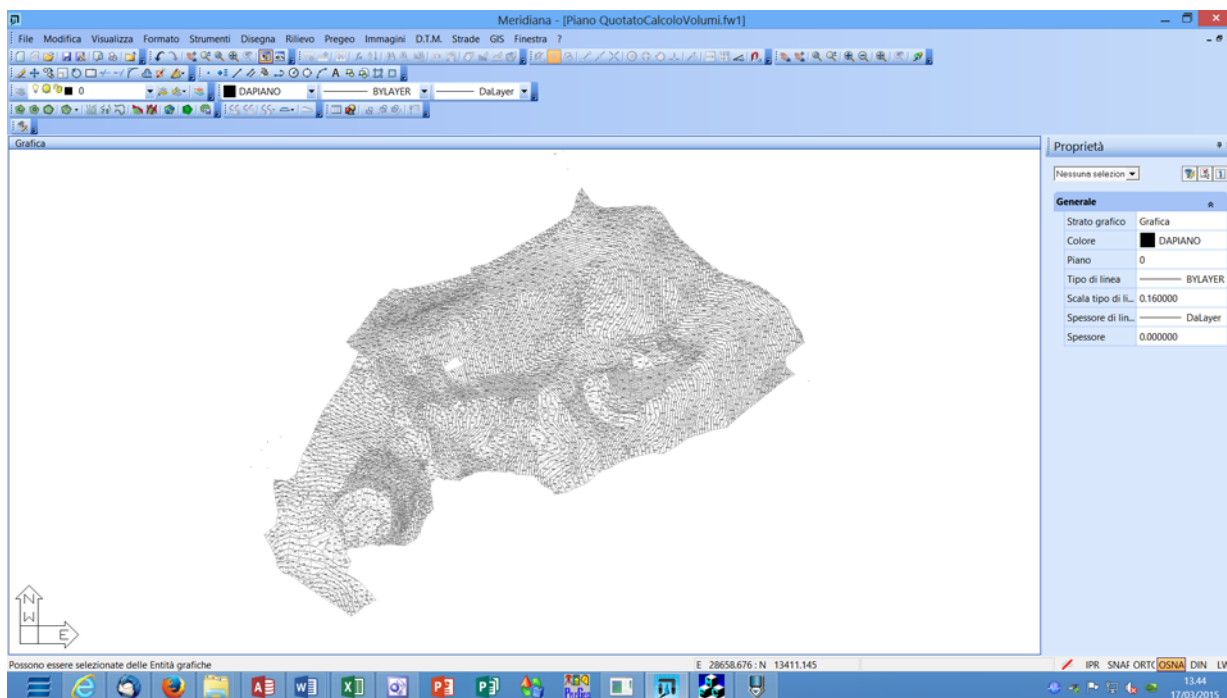 Meridiana - [Piano QuotatoCalcoloVolumi.fw1]
File Modifica Visualizza Formato Strumenti Disegna Rilievo Pregeo Immagini D.T.M. Strade GIS Finestra ?
0 DAPIANO BYLAYER DaLayer
Grafica
Proprietà
Nessuna selezion
Generale
Strato grafico Grafica
Colore DAPIANO
Piano 0
Tipo di linea BYLAYER
Scala tipo di li... 0.160000
Spessore di lin... DaLayer
Spessore 0.000000
N
W
E
Possono essere selezionate delle Entità grafiche E 28658.676 : N 13411.145 IPR SNAF ORTC OSNA DIN LW
13.44
17/03/201